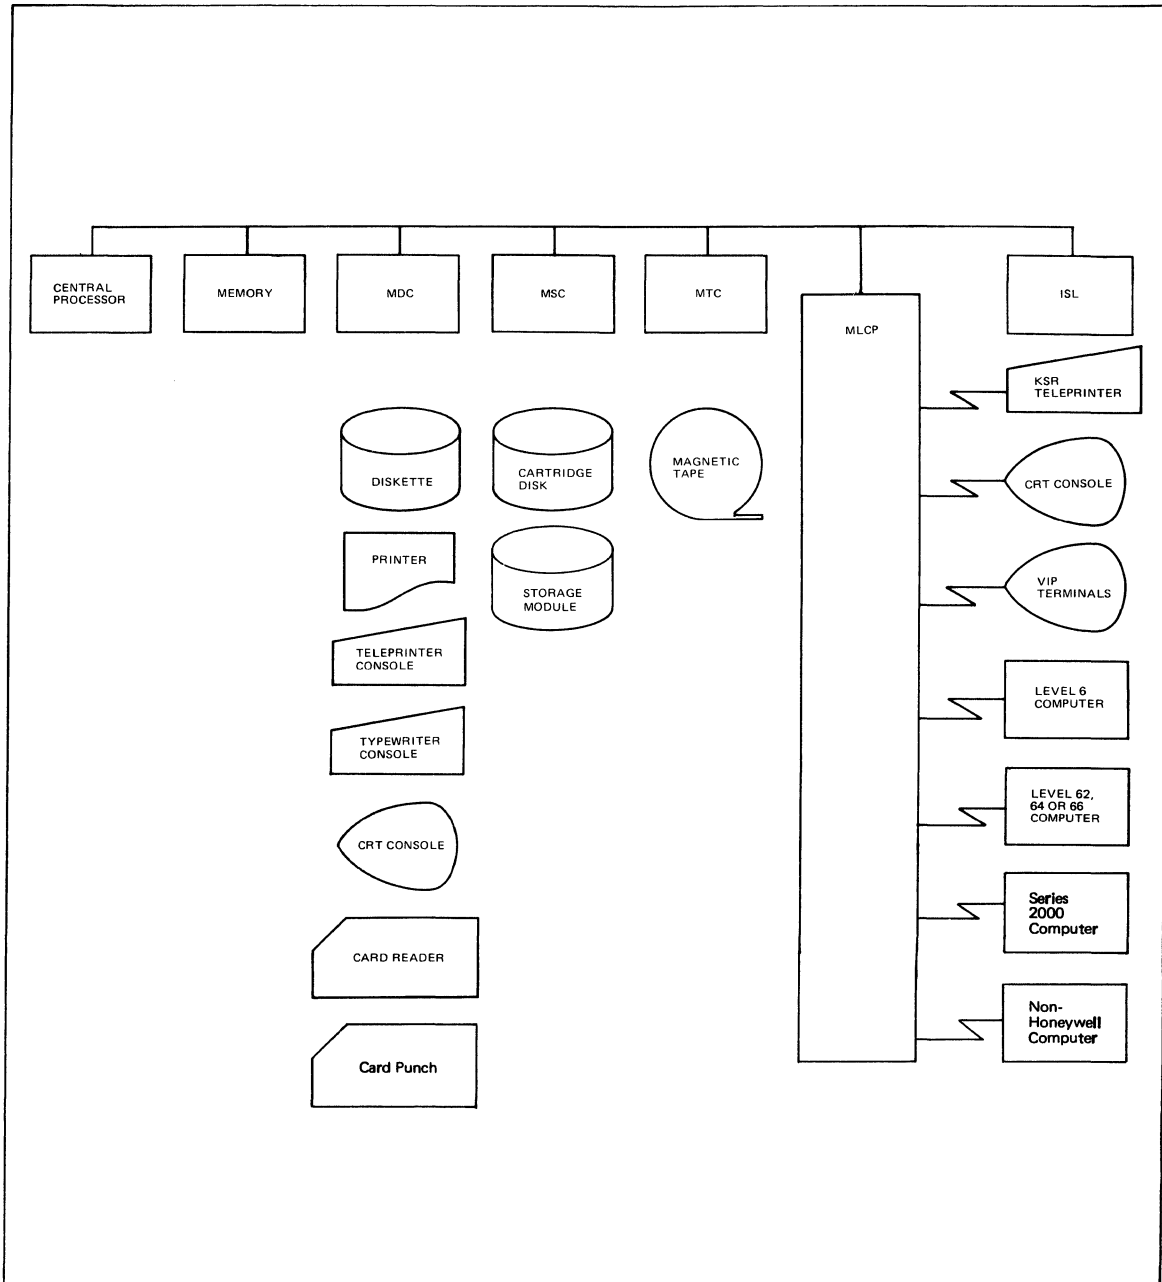 CENTRAL
PROCESSOR
MEMORY
MDC
MSC
MTC
MLCP
ISL
KSR
TELEPRINTER
DISKETTE
CARTRIDGE
DISK
MAGNETIC
TAPE
CRT CONSOLE
PRINTER
STORAGE
MODULE
VIP
TERMINALS
TELEPRINTER
CONSOLE
LEVEL 6
COMPUTER
TYPEWRITER
CONSOLE
LEVEL 62,
64 OR 66
COMPUTER
CRT CONSOLE
Series
2000
Computer
CARD READER
Non-
Honeywell
Computer
Card Punch